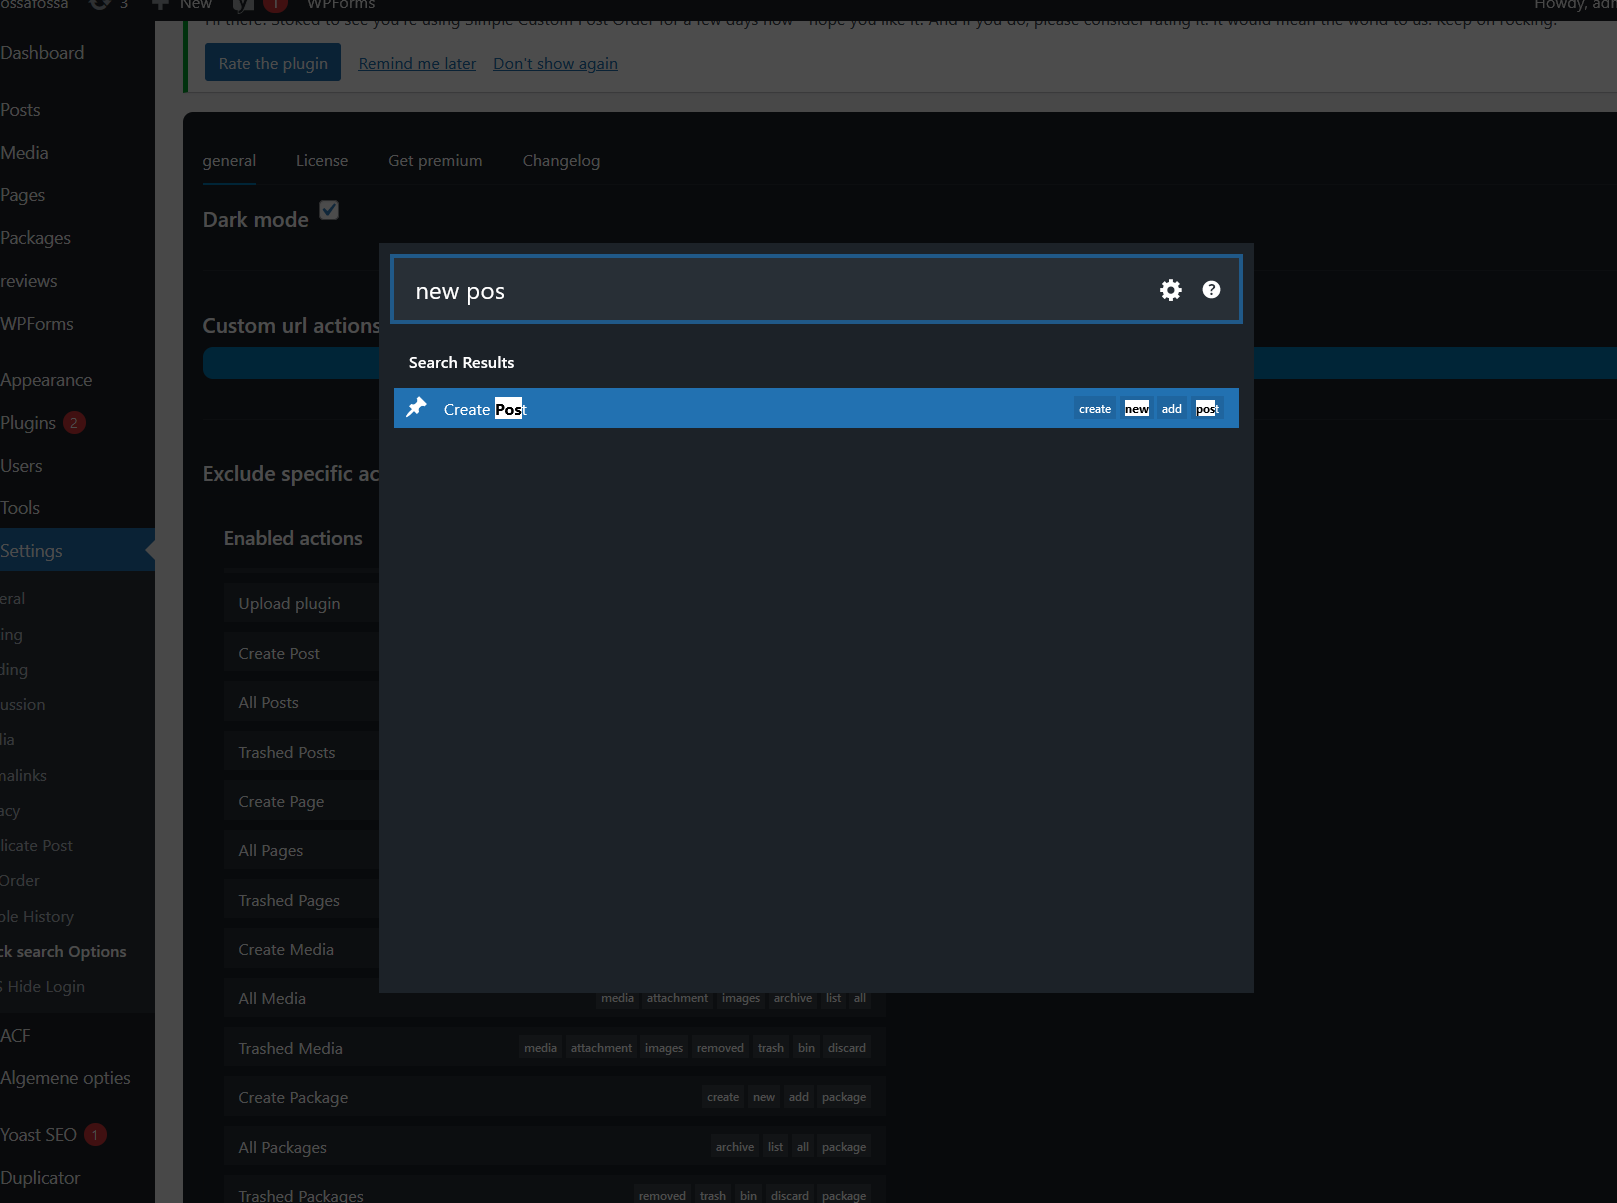 ossafossa 3 New 1 WPForms Howdy, adm
Hi there! Stoked to see you're using Simple Custom Post Order for a few days now - hope you like it! And if you do, please consider rating it. It would mean the world to us. Keep on rocking!
Rate the plugin Remind me later Don't show again
Dashboard
Posts
Media
Pages
Packages
reviews
WPForms
Appearance
Plugins 2
Users
Tools
Settings
eral
ing
ding
ussion
ia
nalinks
acy
licate Post
Order
ple History
ck search Options
S Hide Login
ACF
Algemene opties
Yoast SEO 1
Duplicator
general License Get premium Changelog
Dark mode
Custom url actions
Exclude specific ac
Enabled actions
Upload plugin
Create Post
All Posts
Trashed Posts
Create Page
All Pages
Trashed Pages
Create Media
All Media media attachment images archive list all
Trashed Media media attachment images removed trash bin discard
Create Package create new add package
All Packages archive list all package
Trashed Packages removed trash bin discard package
new pos
Search Results
Create Post create new add post